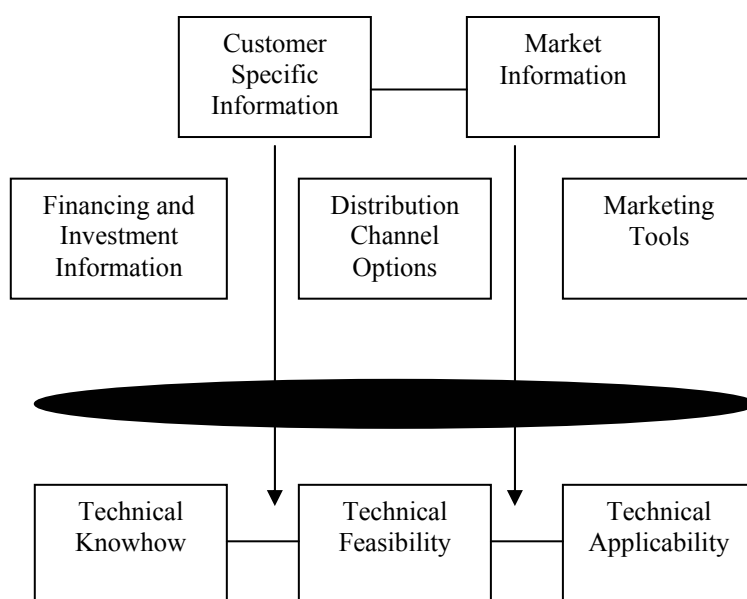 Customer
Specific
Information
Market
Information
Financing and
Investment
Information
Distribution
Channel
Options
Marketing
Tools
Technical
Knowhow
Technical
Feasibility
Technical
Applicability